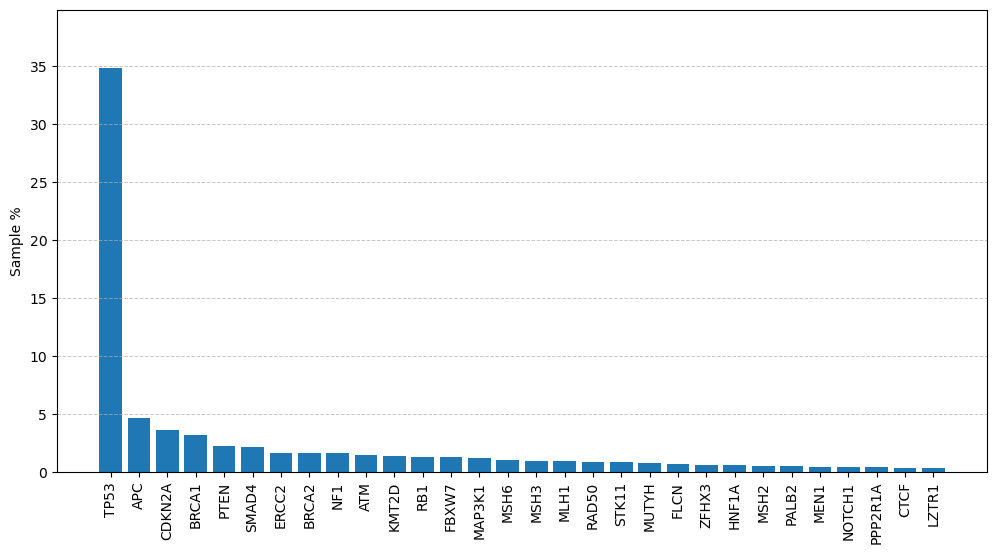 Sample %
35
30
25
20
15
10
5
0
TP53
APC
CDKN2A
BRCA1
PTEN
SMAD4
ERCC2
BRCA2
NF1
ATM
KMT2D
RB1
FBXW7
MAP3K1
MSH6
MSH3
MLH1
RAD50
STK11
MUTYH
FLCN
ZFHX3
HNF1A
MSH2
PALB2
MEN1
NOTCH1
PPP2R1A
CTCF
LZTR1